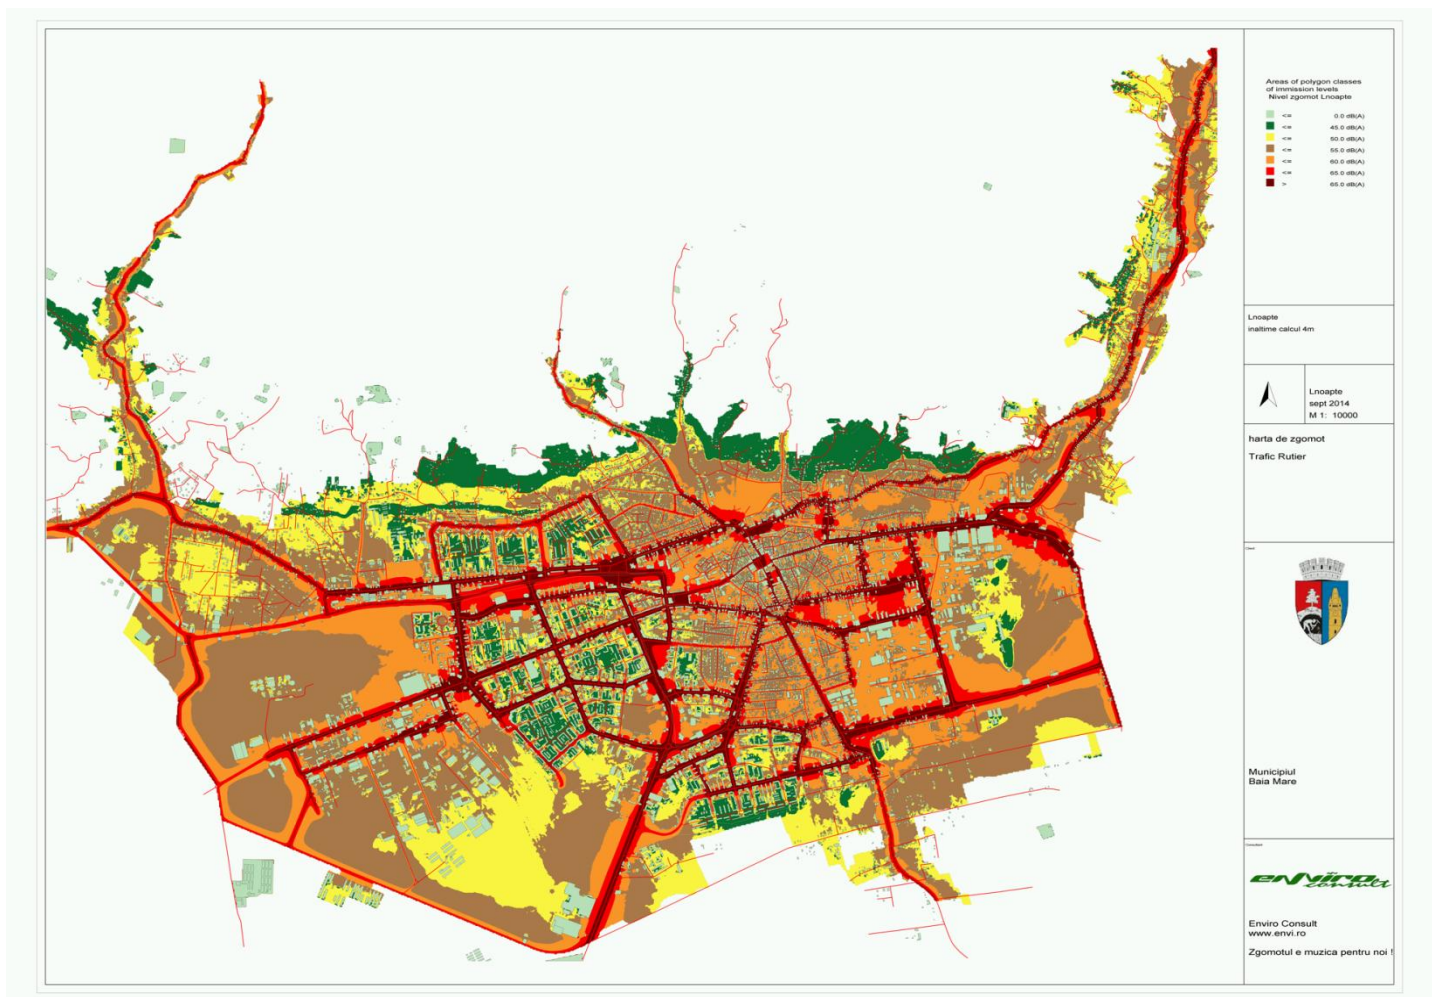 Areas of polygon classes
of immission levels
Nivel zgomot Lnoapte
<= 0.0 dB(A)
<= 45.0 dB(A)
<= 50.0 dB(A)
<= 55.0 dB(A)
<= 60.0 dB(A)
<= 65.0 dB(A)
> 65.0 dB(A)
Lnoapte
inaltime calcul 4m
Lnoapte
sept 2014
M 1: 10000
harta de zgomot
Trafic Rutier
Municipiul
Baia Mare
enviro
consult
Enviro Consult
www.envi.ro
Zgomotul e muzica pentru noi !